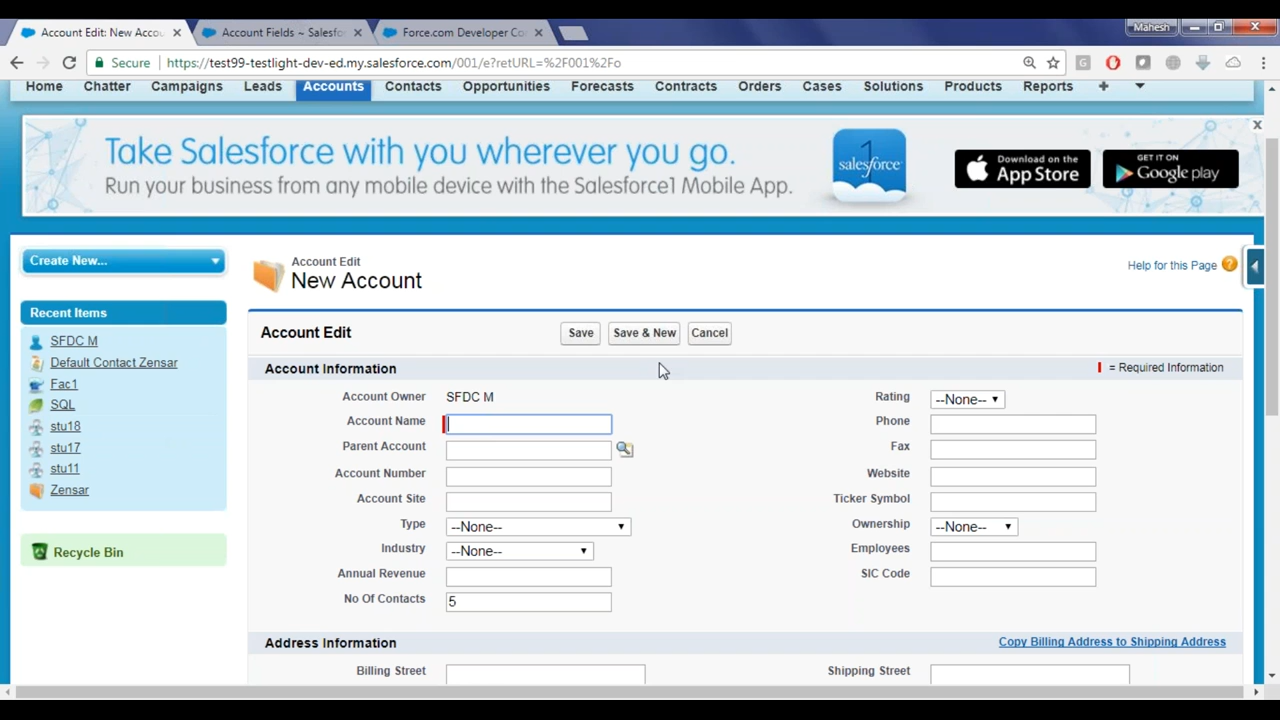 Account Edit: New Accou
Account Fields ~ Salesfor
Force.com Developer Co
Mahesh
Secure
https://test99-testlight-dev-ed.my.salesforce.com/001/e?retURL=%2F001%2Fo
Home Chatter Campaigns Leads Accounts Contacts Opportunities Forecasts Contracts Orders Cases Solutions Products Reports +
Take Salesforce with you wherever you go.
Run your business from any mobile device with the Salesforce1 Mobile App.
1
salesforce
Download on the
App Store
GET IT ON
Google play
x
Create New...
Recent Items
SFDC M
Default Contact Zensar
Fac1
SQL
stu18
stu17
stu11
Zensar
Recycle Bin
Account Edit
New Account
Help for this Page ?
Account Edit
Save
Save & New
Cancel
Account Information
= Required Information
Account Owner SFDC M
Account Name
Parent Account
Account Number
Account Site
Type --None--
Industry --None--
Annual Revenue
No Of Contacts 5
Rating --None--
Phone
Fax
Website
Ticker Symbol
Ownership --None--
Employees
SIC Code
Address Information
Copy Billing Address to Shipping Address
Billing Street
Shipping Street